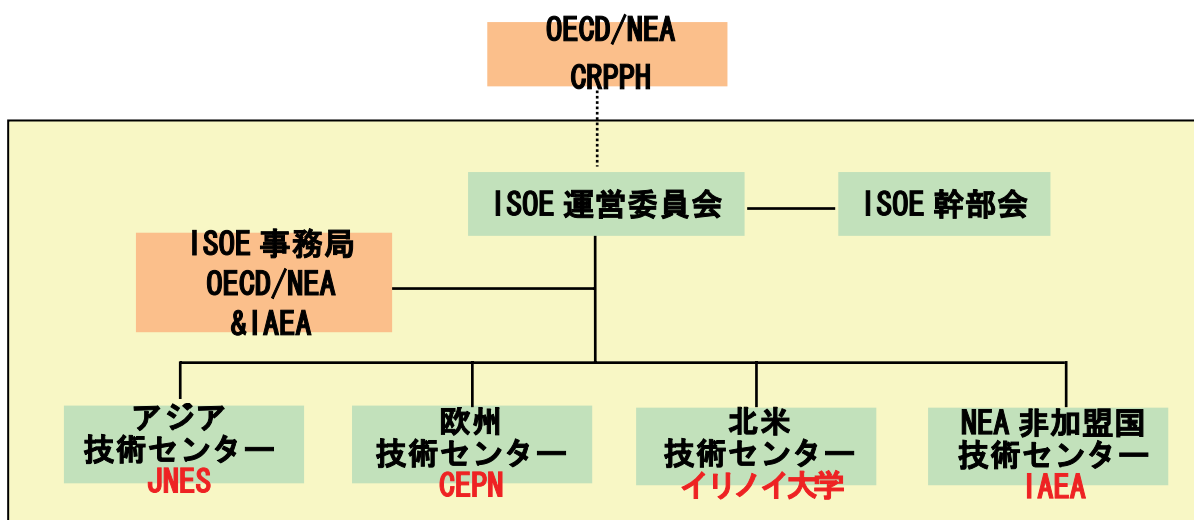 OECD/NEA
CRPPH
ISOE 運営委員会
ISOE 幹部会
ISOE 事務局
OECD/NEA
&IAEA
アジア
技術センター
JNES
欧州
技術センター
CEPN
北米
技術センター
イリノイ大学
NEA 非加盟国
技術センター
IAEA